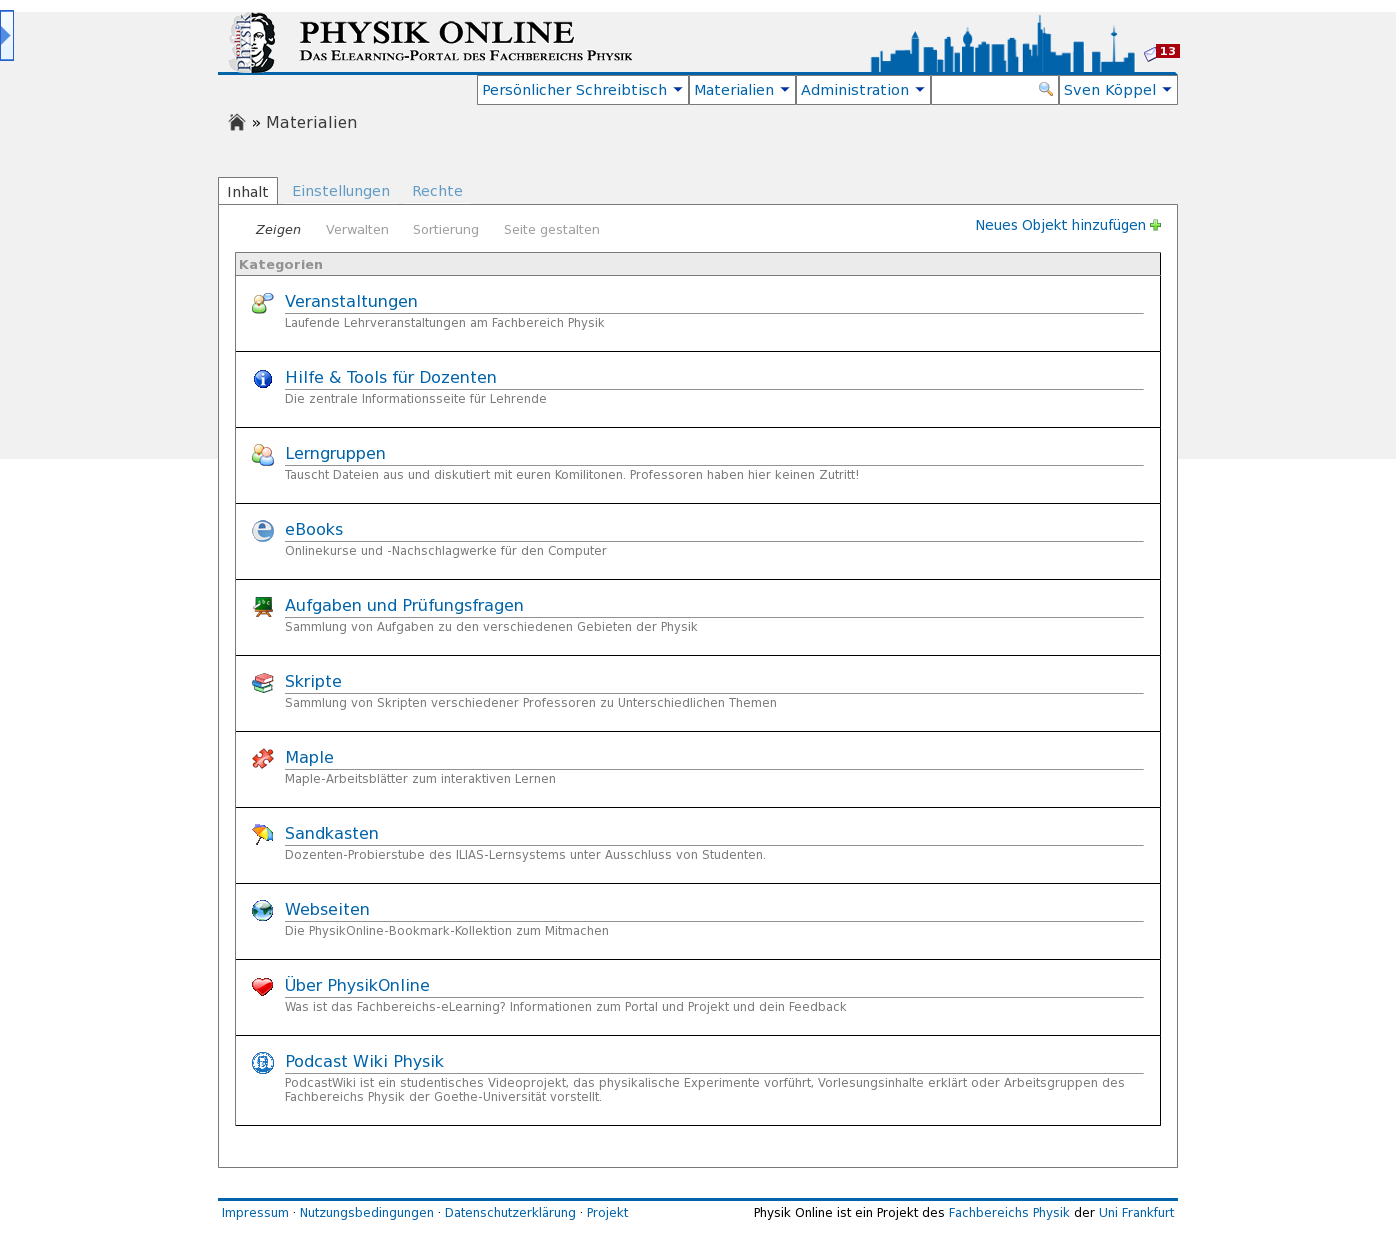 PHYSIK ONLINE
DAS ELEARNING-PORTAL DES FACHBEREICHS PHYSIK
13
Persönlicher Schreibtisch Materialien Administration Sven Köppel
» Materialien
Inhalt Einstellungen Rechte
Zeigen Verwalten Sortierung Seite gestalten Neues Objekt hinzufügen
Kategorien
Veranstaltungen
Laufende Lehrveranstaltungen am Fachbereich Physik
Hilfe & Tools für Dozenten
Die zentrale Informationsseite für Lehrende
Lerngruppen
Tauscht Dateien aus und diskutiert mit euren Komilitonen. Professoren haben hier keinen Zutritt!
eBooks
Onlinekurse und -Nachschlagwerke für den Computer
Aufgaben und Prüfungsfragen
Sammlung von Aufgaben zu den verschiedenen Gebieten der Physik
Skripte
Sammlung von Skripten verschiedener Professoren zu Unterschiedlichen Themen
Maple
Maple-Arbeitsblätter zum interaktiven Lernen
Sandkasten
Dozenten-Probierstube des ILIAS-Lernsystems unter Ausschluss von Studenten.
Webseiten
Die PhysikOnline-Bookmark-Kollektion zum Mitmachen
Über PhysikOnline
Was ist das Fachbereichs-eLearning? Informationen zum Portal und Projekt und dein Feedback
Podcast Wiki Physik
PodcastWiki ist ein studentisches Videoprojekt, das physikalische Experimente vorführt, Vorlesungsinhalte erklärt oder Arbeitsgruppen des
Fachbereichs Physik der Goethe-Universität vorstellt.
Impressum · Nutzungsbedingungen · Datenschutzerklärung · Projekt Physik Online ist ein Projekt des Fachbereichs Physik der Uni Frankfurt